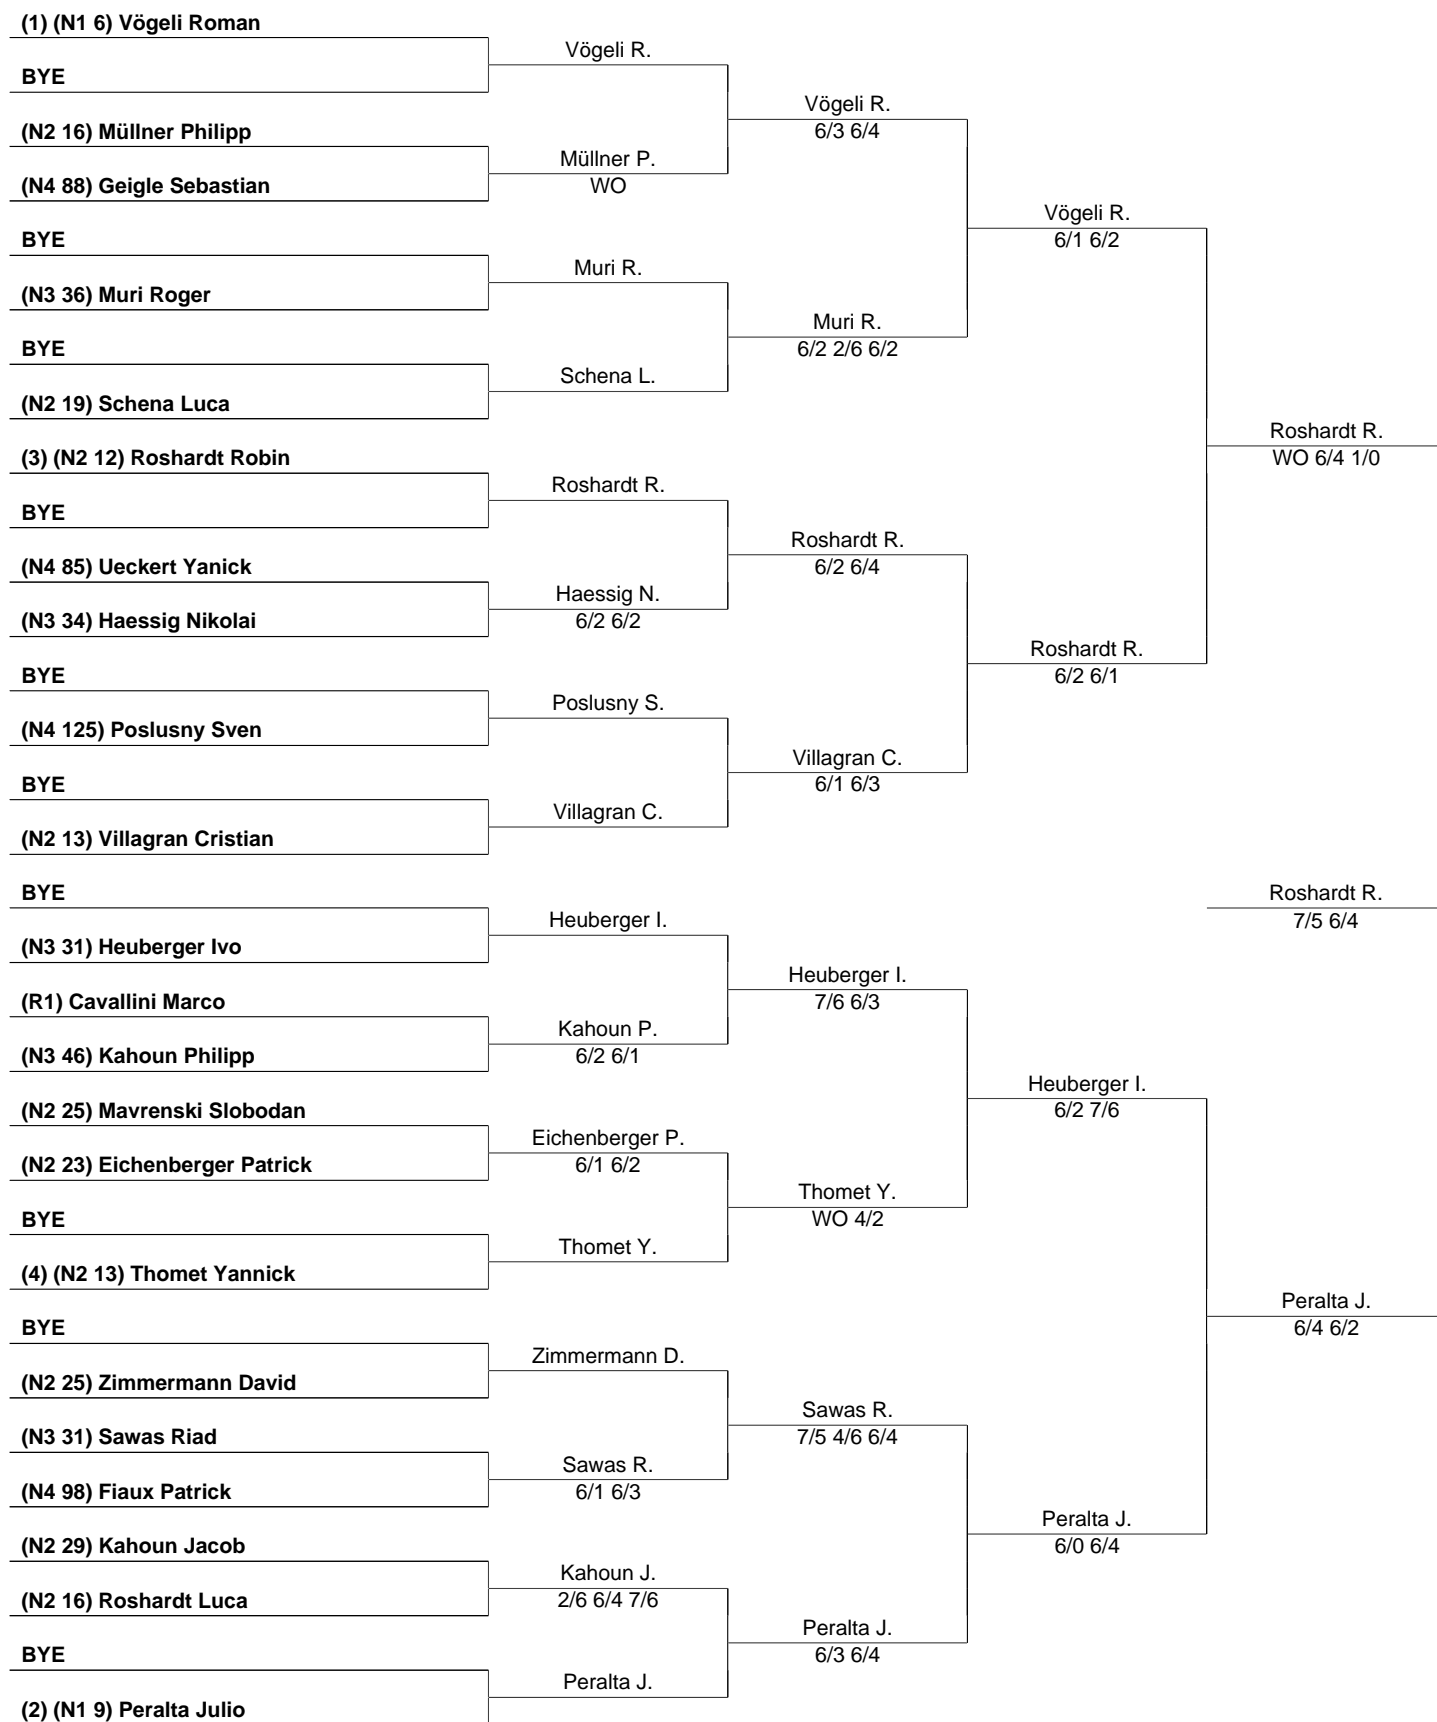 (1) (N1 6) Vögeli Roman
BYE
(N2 16) Müllner Philipp
(N4 88) Geigle Sebastian
BYE
(N3 36) Muri Roger
BYE
(N2 19) Schena Luca
(3) (N2 12) Roshardt Robin
BYE
(N4 85) Ueckert Yanick
(N3 34) Haessig Nikolai
BYE
(N4 125) Poslusny Sven
BYE
(N2 13) Villagran Cristian
BYE
(N3 31) Heuberger Ivo
(R1) Cavallini Marco
(N3 46) Kahoun Philipp
(N2 25) Mavrenski Slobodan
(N2 23) Eichenberger Patrick
BYE
(4) (N2 13) Thomet Yannick
BYE
(N2 25) Zimmermann David
(N3 31) Sawas Riad
(N4 98) Fiaux Patrick
(N2 29) Kahoun Jacob
(N2 16) Roshardt Luca
BYE
(2) (N1 9) Peralta Julio
Vögeli R.
Müllner P.
WO
Muri R.
Schena L.
Roshardt R.
Haessig N.
6/2 6/2
Poslusny S.
Villagran C.
Heuberger I.
Kahoun P.
6/2 6/1
Eichenberger P.
6/1 6/2
Thomet Y.
Zimmermann D.
Sawas R.
6/1 6/3
Kahoun J.
2/6 6/4 7/6
Peralta J.
Vögeli R.
6/3 6/4
Muri R.
6/2 2/6 6/2
Roshardt R.
6/2 6/4
Villagran C.
6/1 6/3
Heuberger I.
7/6 6/3
Thomet Y.
WO 4/2
Sawas R.
7/5 4/6 6/4
Peralta J.
6/3 6/4
Vögeli R.
6/1 6/2
Roshardt R.
6/2 6/1
Heuberger I.
6/2 7/6
Peralta J.
6/0 6/4
Roshardt R.
WO 6/4 1/0
Roshardt R.
7/5 6/4
Peralta J.
6/4 6/2